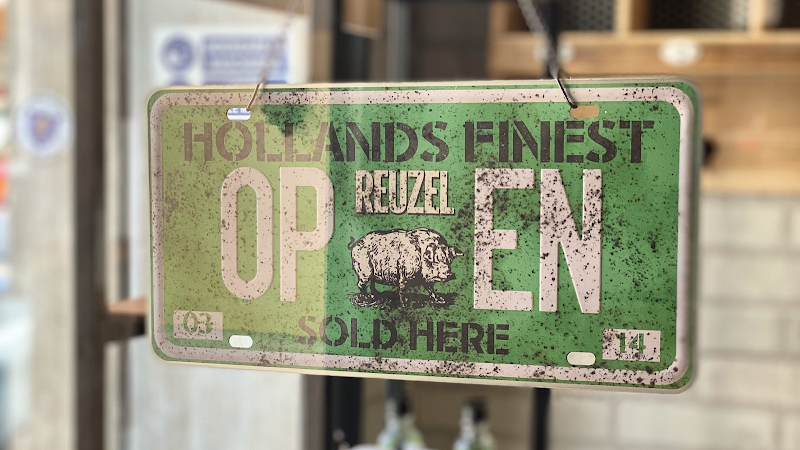 HOLLANDS FINEST
OP REUZEL EN
SOLD HERE
03 14